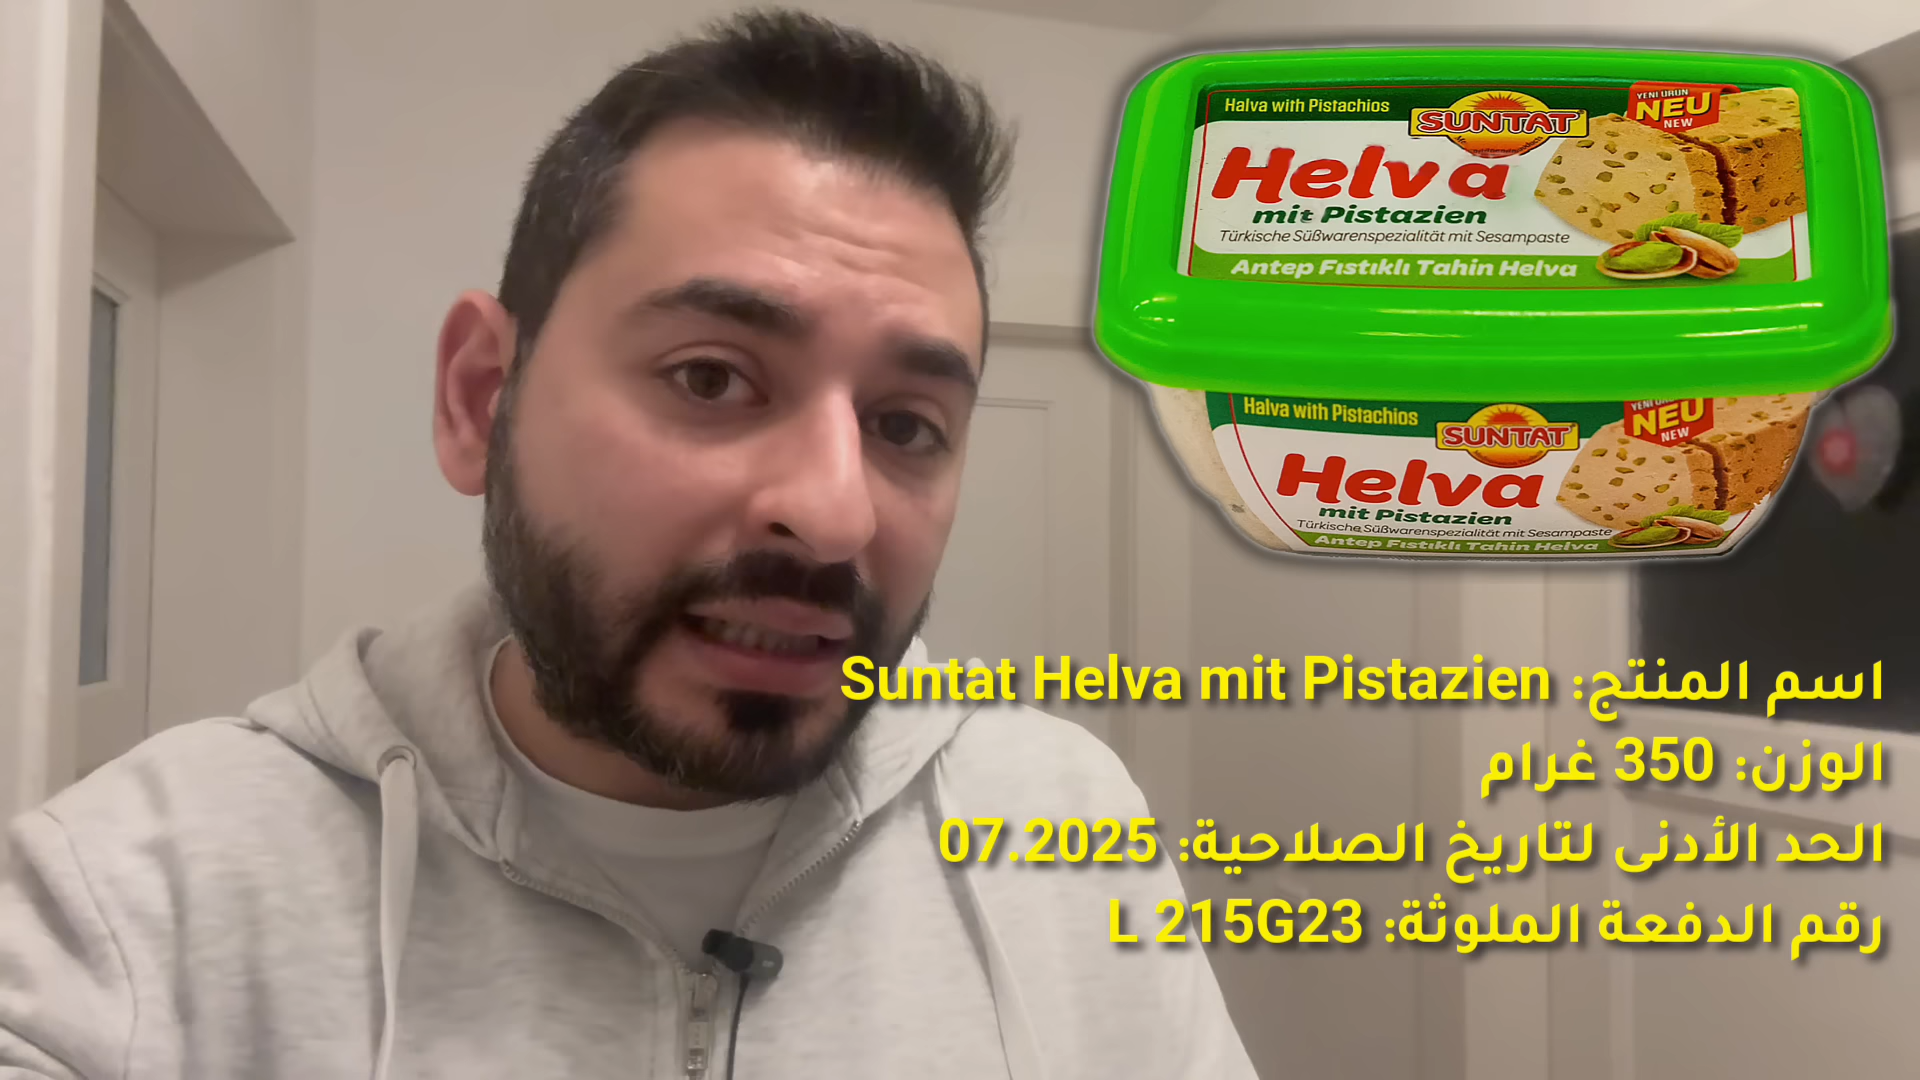 Halva with Pistachios
SUNTAT
YENİ ÜRÜN
NEU
NEW
Helva
mit Pistazien
Türkische Süßwarenspezialität mit Sesampaste
Antep Fıstıklı Tahin Helva
Halva with Pistachios
SUNTAT
NEU
NEW
Helva
mit Pistazien
Türkische Süßwarenspezialität mit Sesampaste
Antep Fıstıklı Tahin Helva
اسم المنتج: Suntat Helva mit Pistazien
الوزن: 350 غرام
الحد الأدنى لتاريخ الصلاحية: 07.2025
رقم الدفعة الملوثة: L 215G23